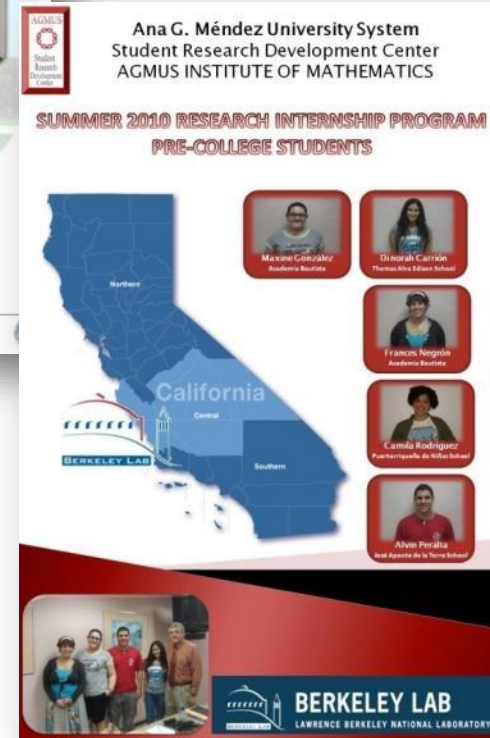 AGMUS
Student
Research
Development
Center
Ana G. Méndez University System
Student Research Development Center
AGMUS INSTITUTE OF MATHEMATICS
SUMMER 2010 RESEARCH INTERNSHIP PROGRAM
PRE-COLLEGE STUDENTS
Maxine González
Academia Bautista
Dinorah Carrión
Thomas Alva Edison School
Frances Negrón
Academia Bautista
Camila Rodríguez
Puertorriqueño de Niñas School
Alvin Peralta
José Aponte de la Torre School
Northern
California
Central
Southern
BERKELEY LAB
BERKELEY LAB
BERKELEY LAB
LAWRENCE BERKELEY NATIONAL LABORATORY